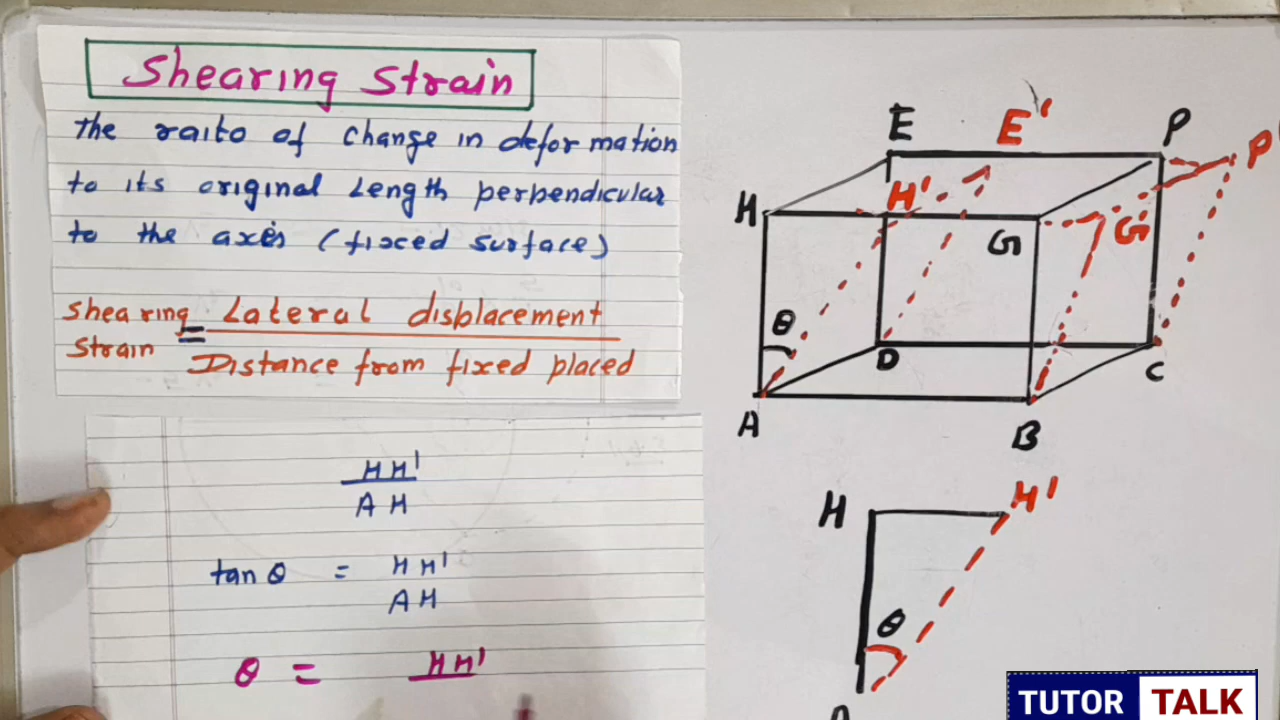 Shearing Strain
The raito of change in deformation
to its original Length perpendicular
to the axis (fixed surface)
Shearing = Lateral displacement
Strain Distance from fixed placed
HH'
AH
tan θ = HH'
AH
θ = HH'
E E' P P'
H H' G G'
θ
D C
A B
H H'
θ
TUTOR TALK